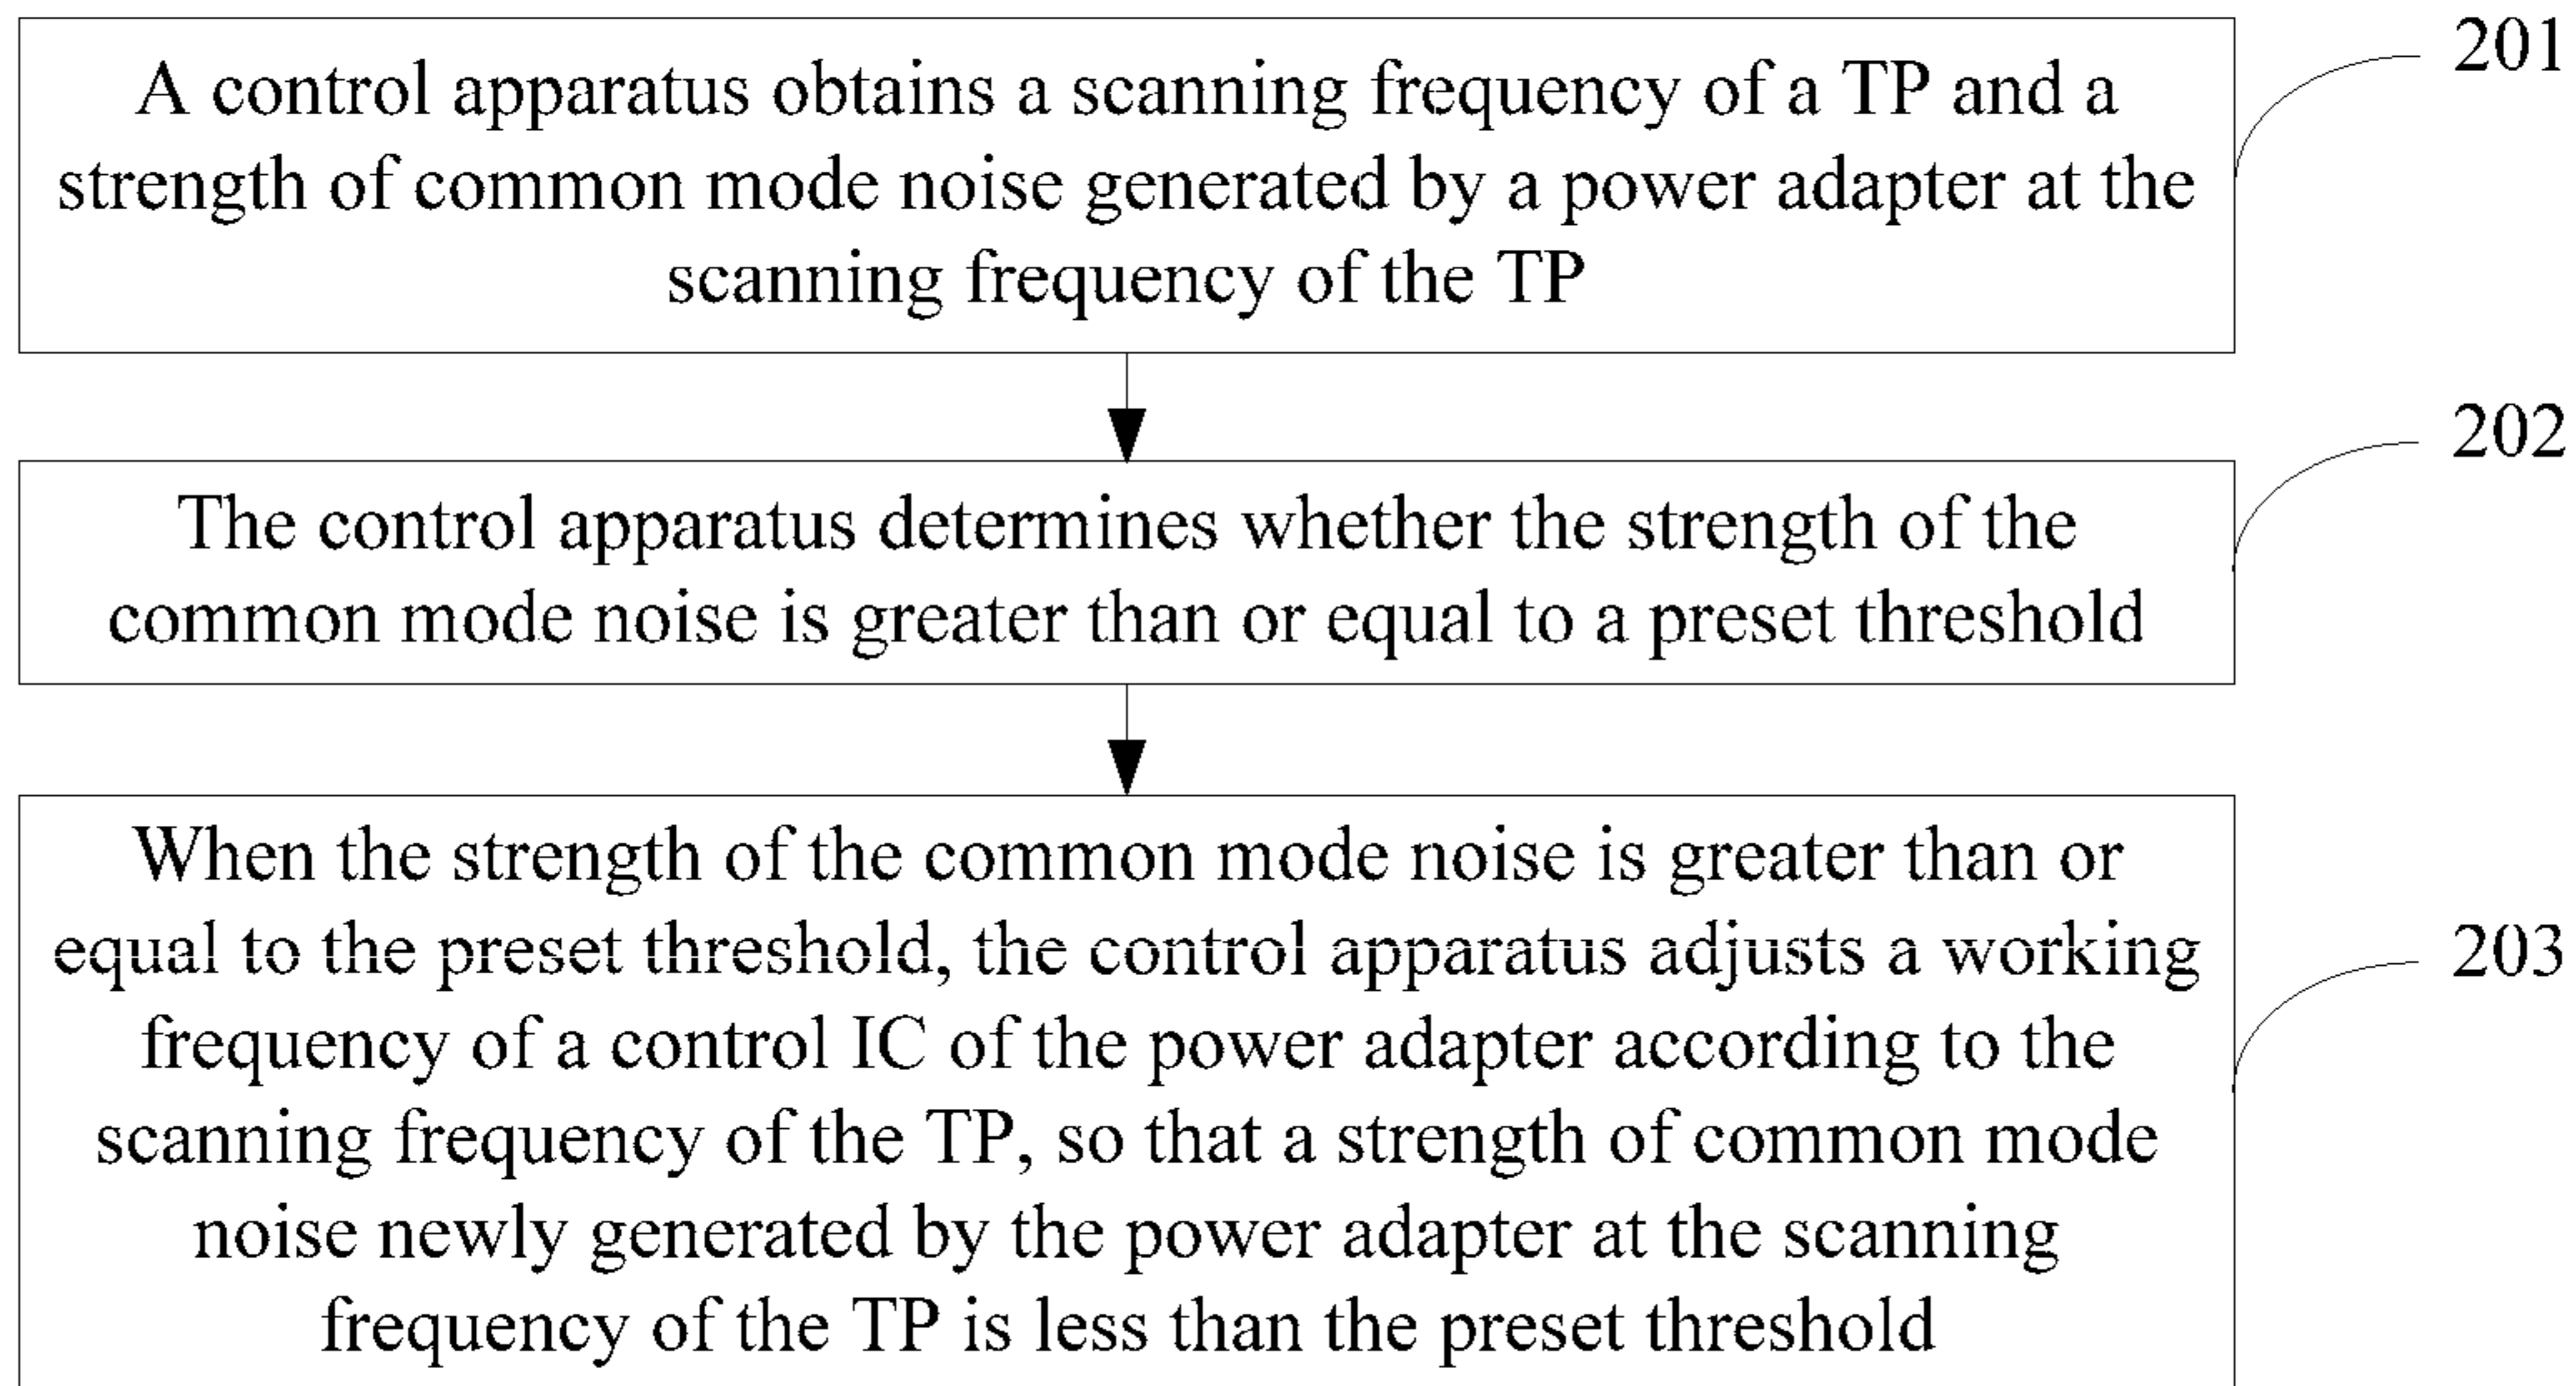 A control apparatus obtains a scanning frequency of a TP and a
strength of common mode noise generated by a power adapter at the
scanning frequency of the TP
201
The control apparatus determines whether the strength of the
common mode noise is greater than or equal to a preset threshold
202
When the strength of the common mode noise is greater than or
equal to the preset threshold, the control apparatus adjusts a working
frequency of a control IC of the power adapter according to the
scanning frequency of the TP, so that a strength of common mode
noise newly generated by the power adapter at the scanning
frequency of the TP is less than the preset threshold
203